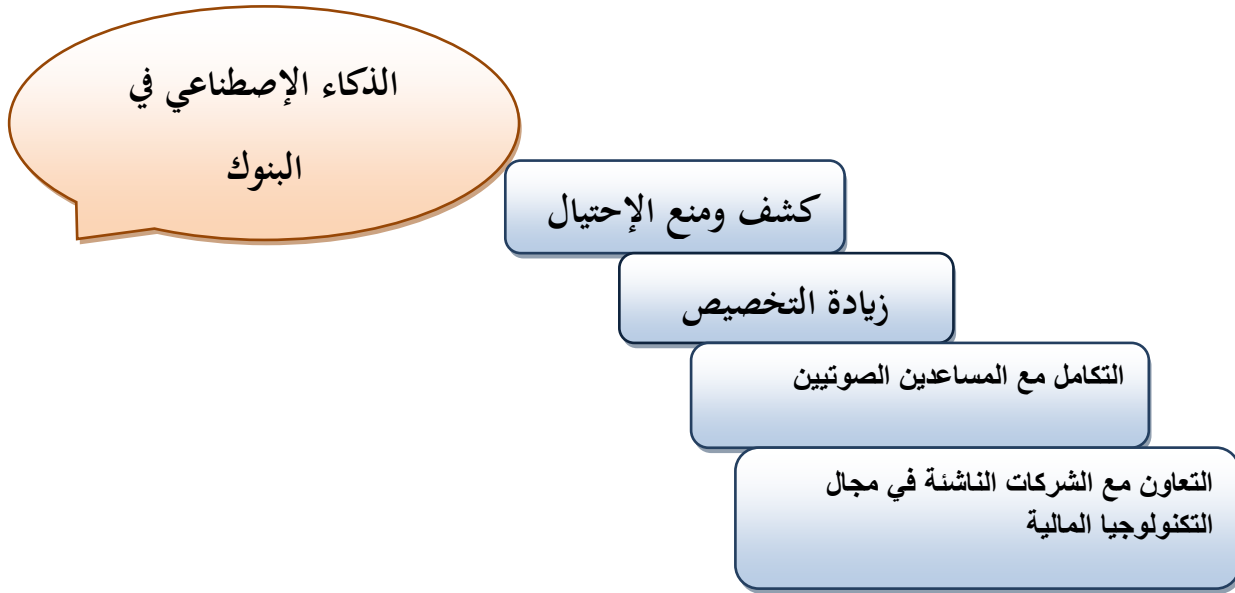 الذكاء الإصطناعي في
البنوك
كشف ومنع الإحتيال
زيادة التخصيص
التكامل مع المساعدين الصوتيين
التعاون مع الشركات الناشئة في مجال
التكنولوجيا المالية